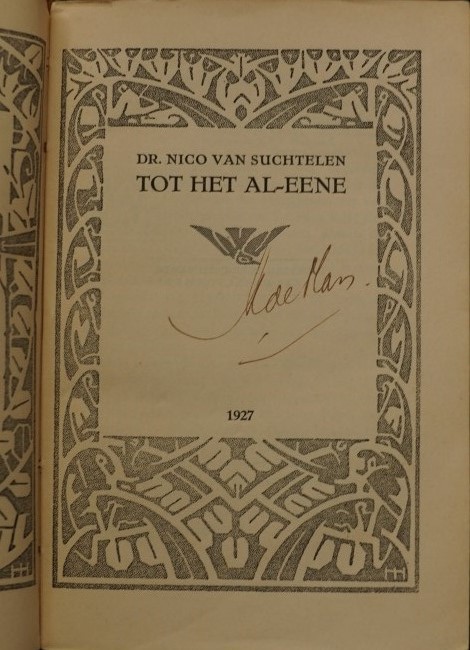 DR. NICO VAN SUCHTELEN
TOT HET AL-EENE
1927